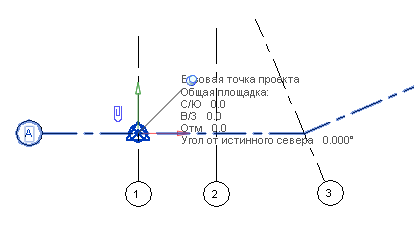 Базовая точка проекта
Общая площадка:
С/Ю 0.0
В/З 0.0
Отм 0.0
Угол от истинного севера 0.000°
A
1
2
3